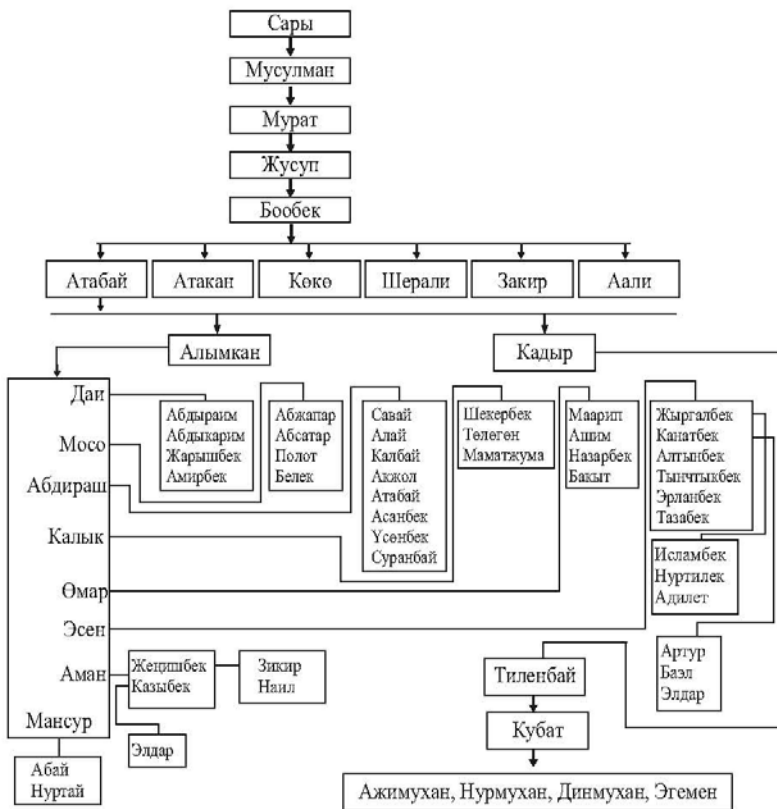 Сары
Мусулман
Мурат
Жусуп
Бообек
Атабай
Атакан
Көкө
Шерали
Закир
Аали
Алымкан
Кадыр
Даи
Мосо
Абдираш
Калык
Өмар
Эсен
Аман
Мансур
Абдыраим
Абдыкарим
Жарышбек
Амирбек
Абжапар
Абсатар
Полот
Белек
Савай
Алай
Калбай
Акжол
Атабай
Асанбек
Үсөнбек
Суранбай
Шекербек
Төлөгөн
Маматжума
Маарип
Ашим
Назарбек
Бакыт
Жыргалбек
Канатбек
Алтынбек
Тынчтыкбек
Эрланбек
Тазабек
Исламбек
Нуртилек
Адилет
Артур
Баэл
Элдар
Жеңишбек
Казыбек
Зикир
Наил
Элдар
Абай
Нуртай
Тиленбай
Кубат
Ажимухан, Нурмухан, Динмухан, Эгемен